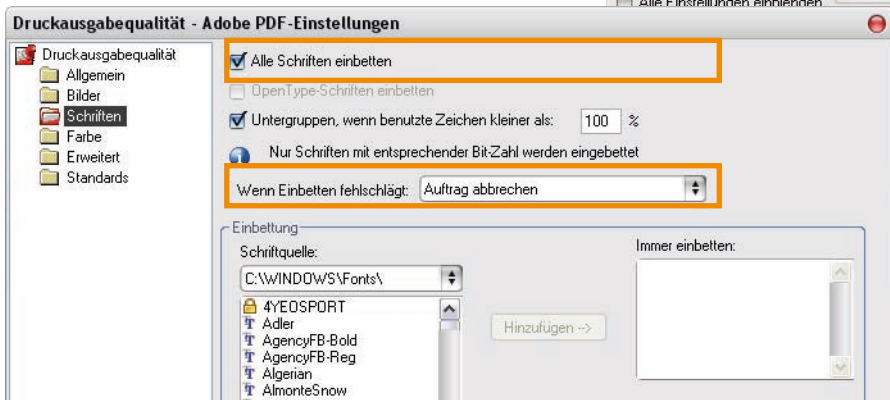 Alle Einstellungen einblenden
Druckausgabequalität - Adobe PDF-Einstellungen
Druckausgabequalität
Allgemein
Bilder
Schriften
Farbe
Erweitert
Standards
Alle Schriften einbetten
OpenType-Schriften einbetten
Untergruppen, wenn benutzte Zeichen kleiner als: 100 %
Nur Schriften mit entsprechender Bit-Zahl werden eingebettet
Wenn Einbetten fehlschlägt: Auftrag abbrechen
Einbettung
Schriftquelle:
C:\WINDOWS\Fonts\
4YEOSPORT
Adler
AgencyFB-Bold
AgencyFB-Reg
Algerian
AlmonteSnow
Hinzufügen -->
Immer einbetten: